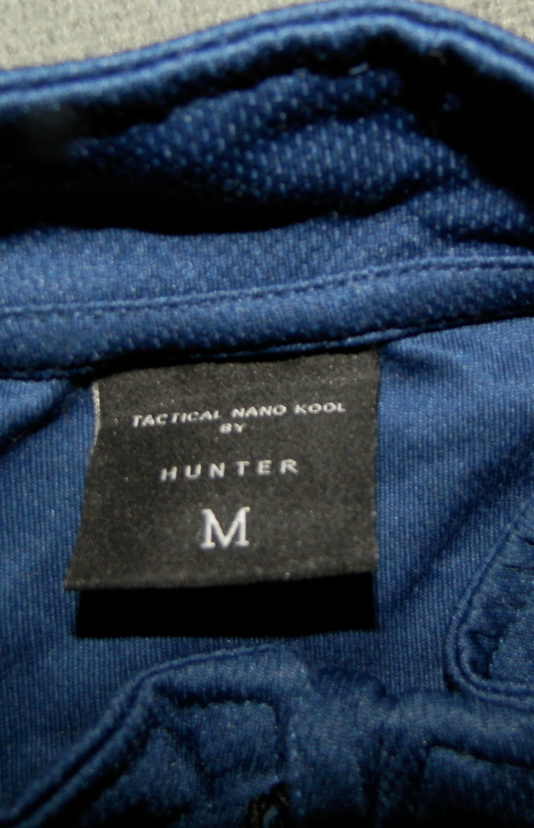 TACTICAL NANO KOOL
BY
HUNTER
M